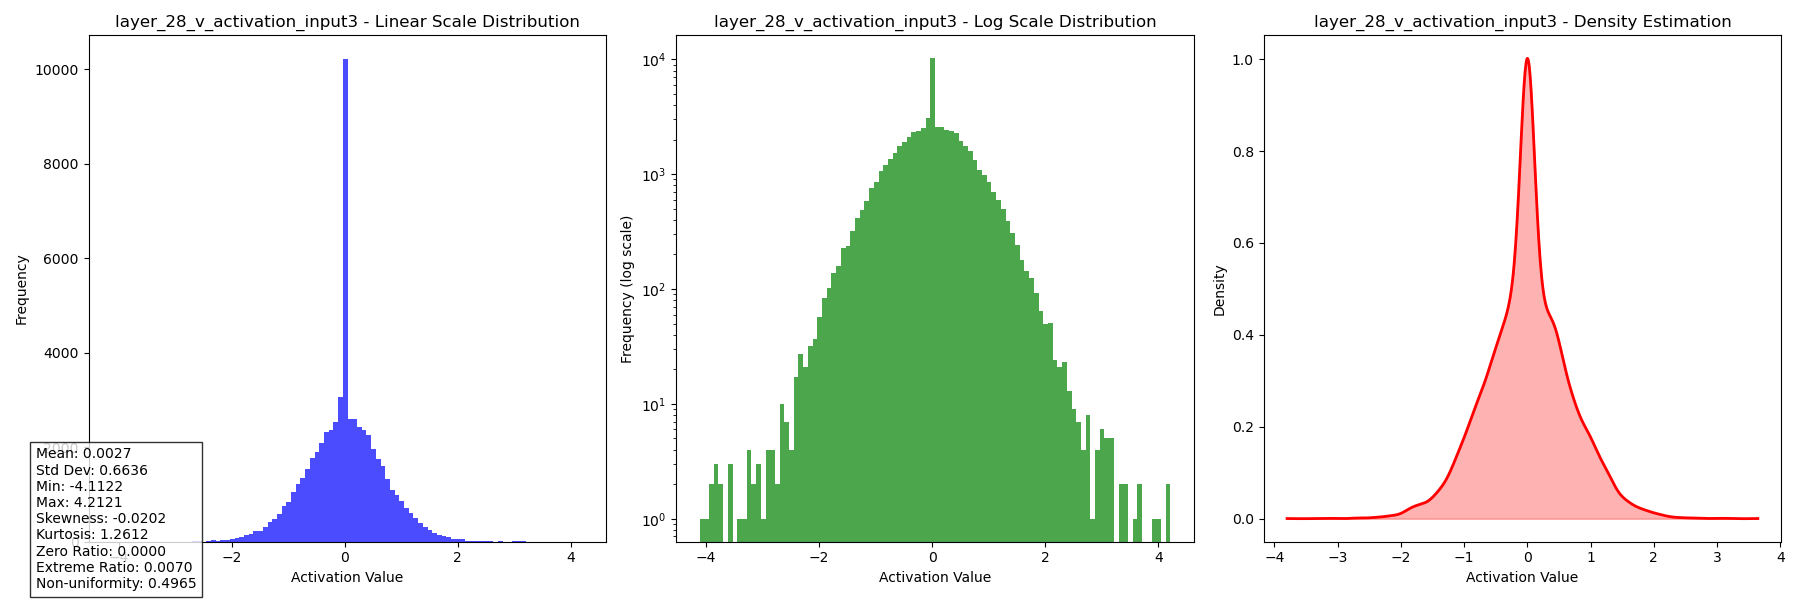 layer_28_v_activation_input3 - Linear Scale Distribution
10000
8000
6000
4000
2000
0
Frequency
−4
−2
0
2
4
Activation Value
Mean: 0.0027
Std Dev: 0.6636
Min: -4.1122
Max: 4.2121
Skewness: -0.0202
Kurtosis: 1.2612
Zero Ratio: 0.0000
Extreme Ratio: 0.0070
Non-uniformity: 0.4965
layer_28_v_activation_input3 - Log Scale Distribution
10⁴
10³
10²
10¹
10⁰
Frequency (log scale)
−4
−2
0
2
4
Activation Value
layer_28_v_activation_input3 - Density Estimation
1.0
0.8
0.6
0.4
0.2
0.0
Density
−4
−3
−2
−1
0
1
2
3
4
Activation Value